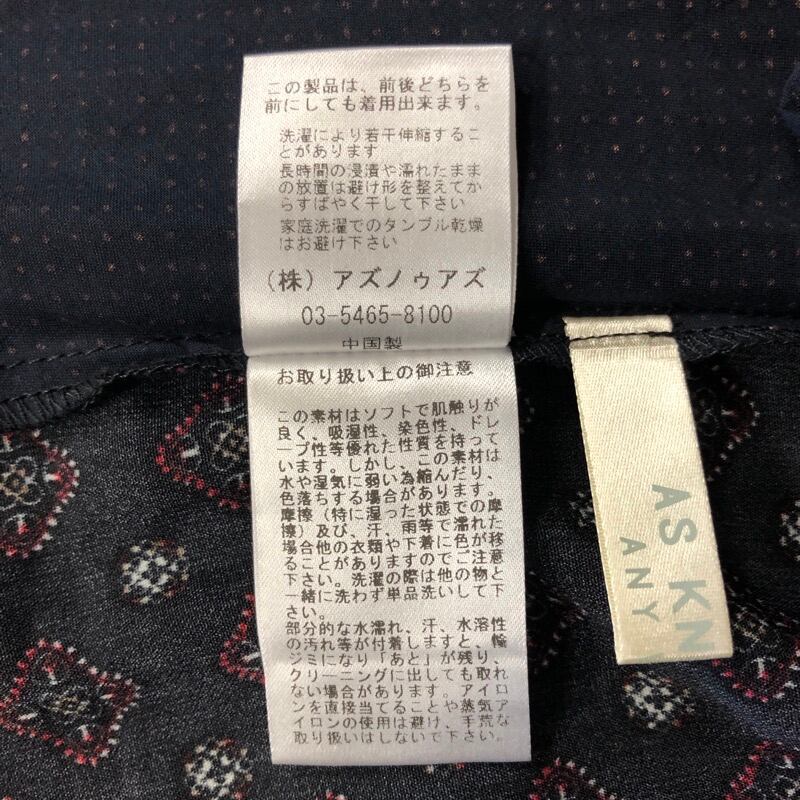 この製品は、前後どちらを
前にしても着用出来ます。
洗濯により若干伸縮するこ
とがあります
長時間の浸漬や濡れたまま
の放置は避け形を整えてか
らすばやく干して下さい
家庭洗濯でのタンブル乾燥
はお避け下さい
(株) アズノゥアズ
03-5465-8100
中国製
お取り扱い上の御注意
この素材はソフトで肌触りが
良く、吸湿性、染色性、ドレ
ープ性等優れた性質を持って
います。しかし、この素材は
水や湿気に弱い為縮んだり、
色落ちする場合があります。
摩擦（特に湿った状態での摩
擦）及び、汗、雨等で濡れた
場合他の衣類や下着に色が移
ることがありますのでご注意
下さい。洗濯の際は他の物と
一緒に洗わず単品洗いして下
さい。
部分的な水濡れ、汗、水溶性
の汚れ等が付着しますと、輪
ジミになり「あと」が残り、
クリーニングに出しても取れ
ない場合があります。アイロ
ンを直接当てることや蒸気ア
イロンの使用は避け、手荒な
取り扱いはしないで下さい。
AS KN
ANY